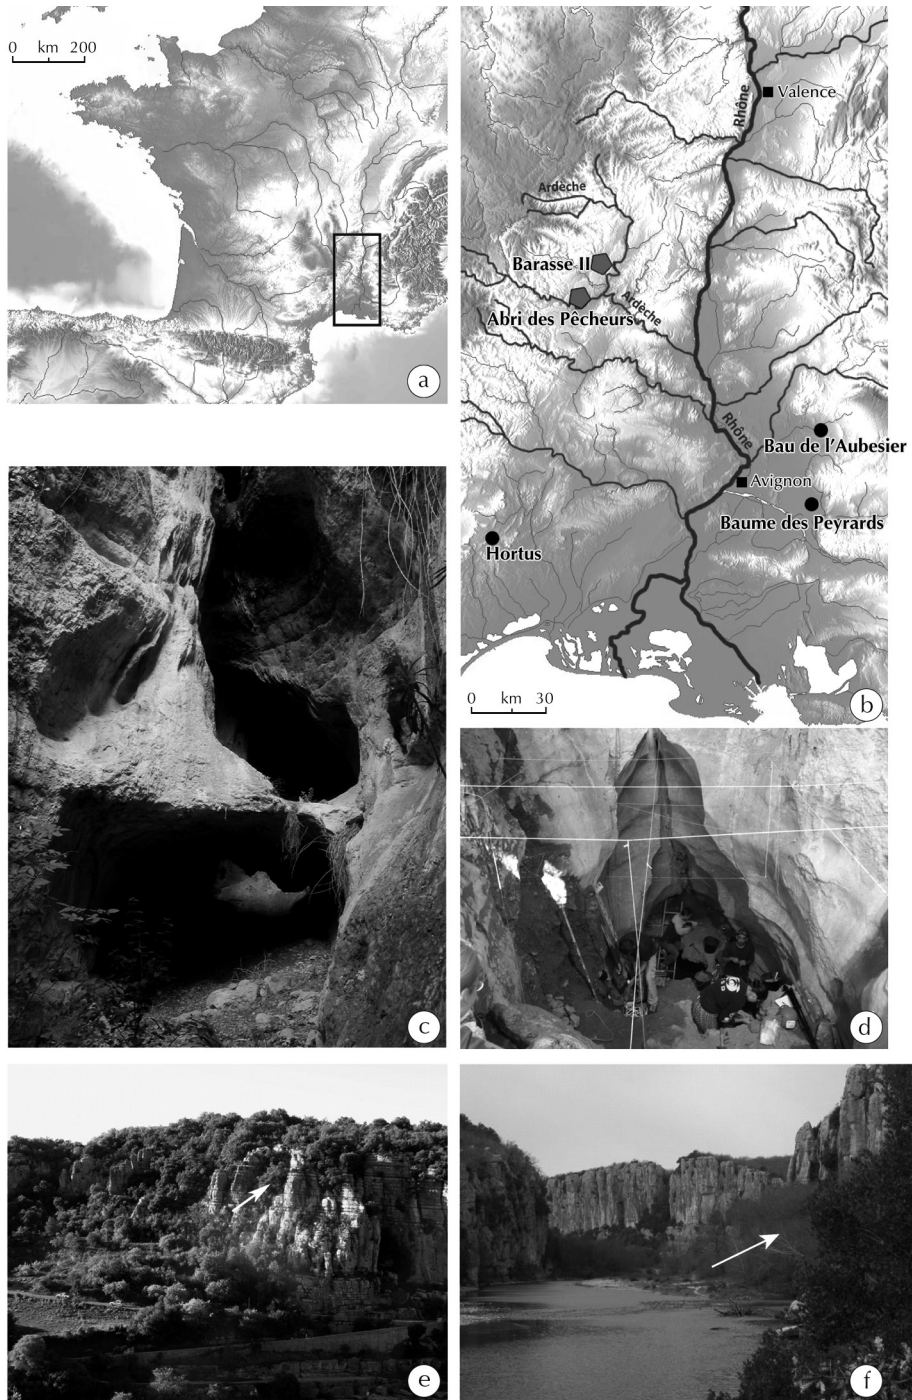 0 km 200
a
Rhône
Valence
Ardèche
Barasse II
Abri des Pêcheurs
Ardèche
Rhône
Bau de l'Aubesier
Avignon
Baume des Peyrards
Hortus
0 km 30
b
c
d
e
f